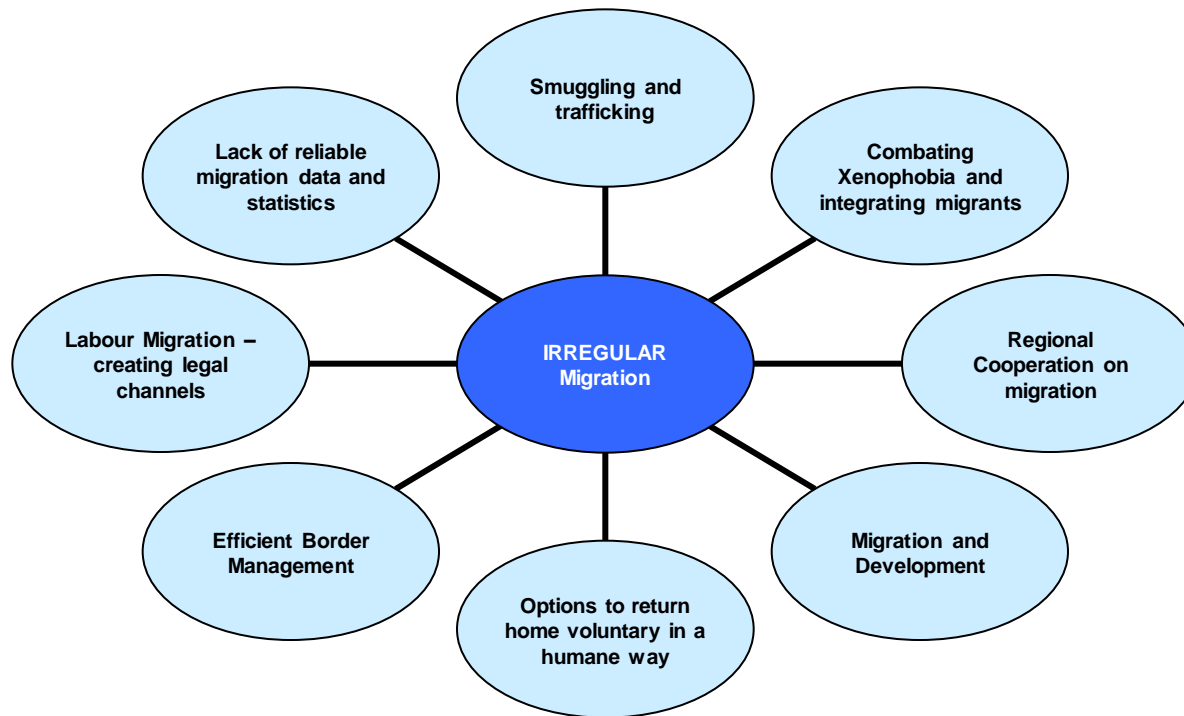 Smuggling and
trafficking
Lack of reliable
migration data and
statistics
Combating
Xenophobia and
integrating migrants
Labour Migration –
creating legal
channels
IRREGULAR
Migration
Regional
Cooperation on
migration
Efficient Border
Management
Migration and
Development
Options to return
home voluntary in a
humane way